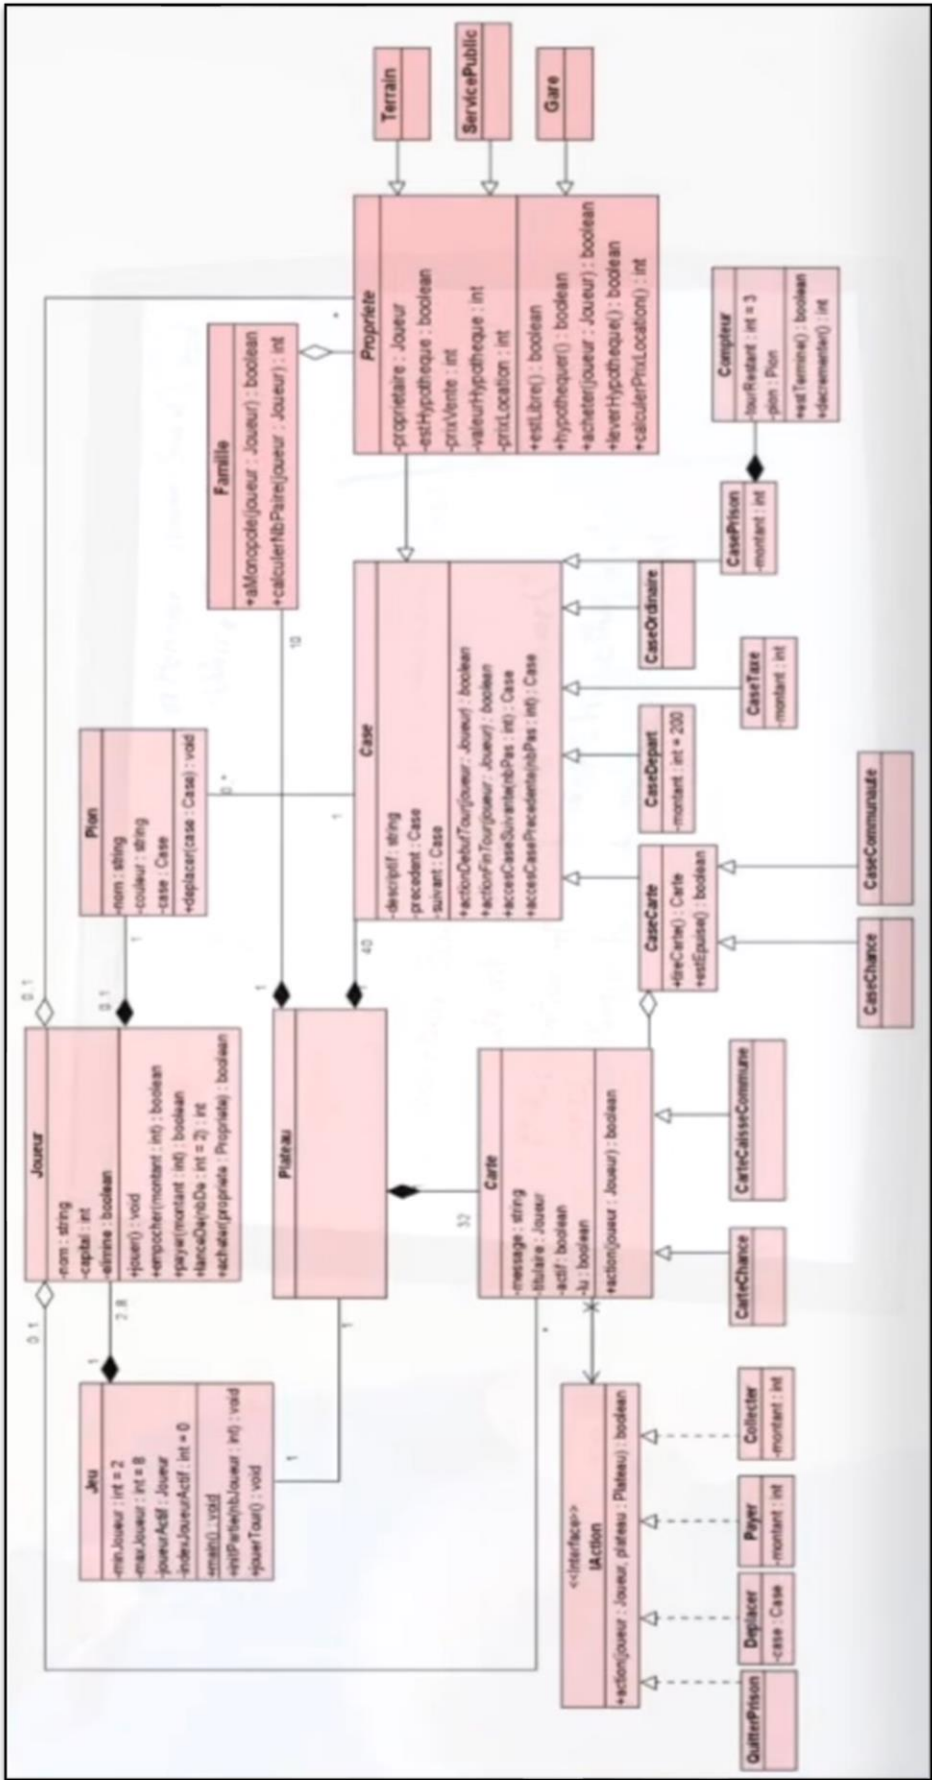 Jeu
-minJoueur : int = 2
-maxJoueur : int = 8
-joueurActif : Joueur
-indexJoueurActif : int = 0
+main() : void
+initPartie(nbJoueur : int) : void
+jouerTour() : void
1
2..8
0..1
Joueur
-nom : string
-capital : int
-elimine : boolean
+jouer() : void
+empocher(montant : int) : boolean
+payer(montant : int) : boolean
+lanceDe(nbDe : int = 2) : int
+acheter(propriete : Propriete) : boolean
0..1
0..1
1
Pion
-nom : string
-couleur : string
-case : Case
+deplacer(case : Case) : void
0..*
1
Famille
+aMonopole(joueur : Joueur) : boolean
+calculerNbPaire(joueur : Joueur) : int
10
1
1
1
Plateau
40
Case
-descriptif : string
-precedent : Case
-suivant : Case
+actionDebutTour(joueur : Joueur) : boolean
+actionFinTour(joueur : Joueur) : boolean
+accesCaseSuivante(nbPas : int) : Case
+accesCasePrecedente(nbPas : int) : Case
*
Propriete
-proprietaire : Joueur
-estHypotheque : boolean
-prixVente : int
-valeurHypotheque : int
-prixLocation : int
+estLibre() : boolean
+hypothequer() : boolean
+acheter(joueur : Joueur) : boolean
+leverHypotheque() : boolean
+calculerPrixLocation() : int
Terrain
ServicePublic
Gare
32
*
Carte
-message : string
-titulaire : Joueur
-actif : boolean
-lu : boolean
+action(joueur : Joueur) : boolean
<<Interface>>
IAction
+action(joueur : Joueur, plateau : Plateau) : boolean
QuitterPrison
Deplacer
-case : Case
Payer
-montant : int
Collecter
-montant : int
CarteChance
CarteCaisseCommune
CaseCarte
+tireCarte() : Carte
+estEpuise() : boolean
CaseChance
CaseCommunaute
CaseDepart
-montant : int = 200
CaseTaxe
-montant : int
CaseOrdinaire
CasePrison
-montant : int
Compteur
-tourRestant : int = 3
-pion : Pion
+estTermine() : boolean
+decrementer() : int